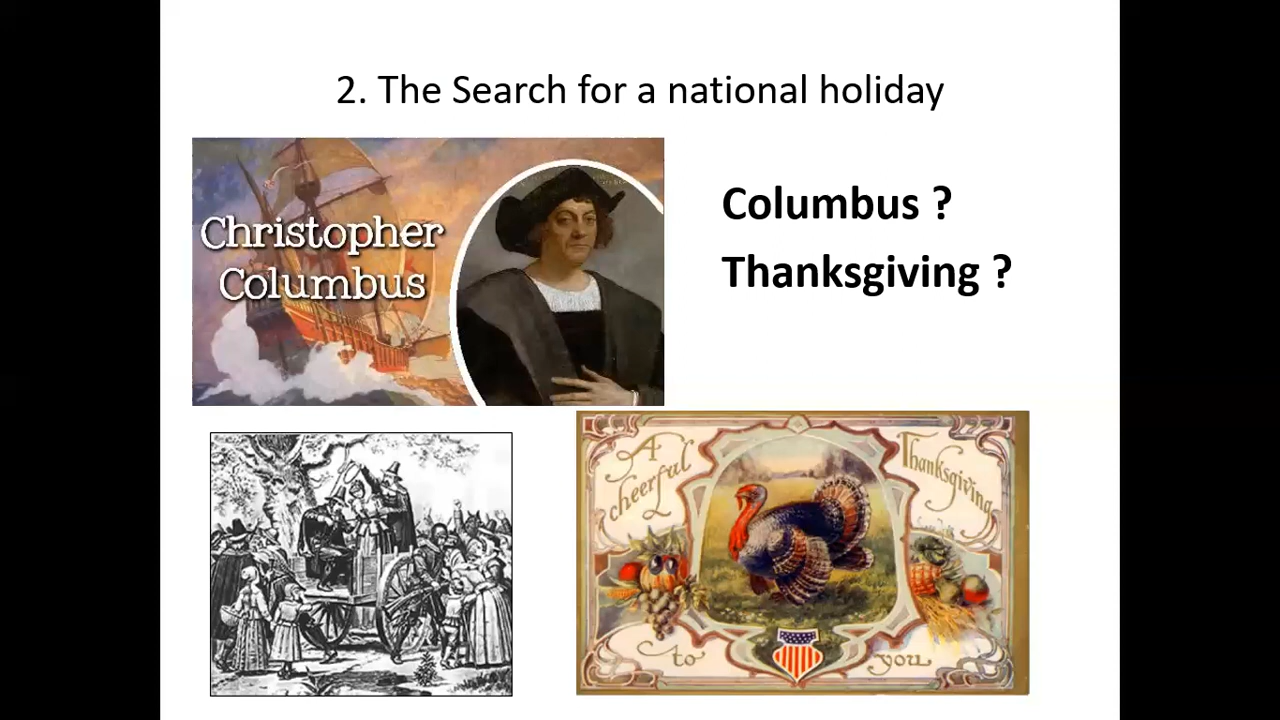 2. The Search for a national holiday
Christopher
Columbus
Columbus ?
Thanksgiving ?
A
cheerful
Thanksgiving
to
you